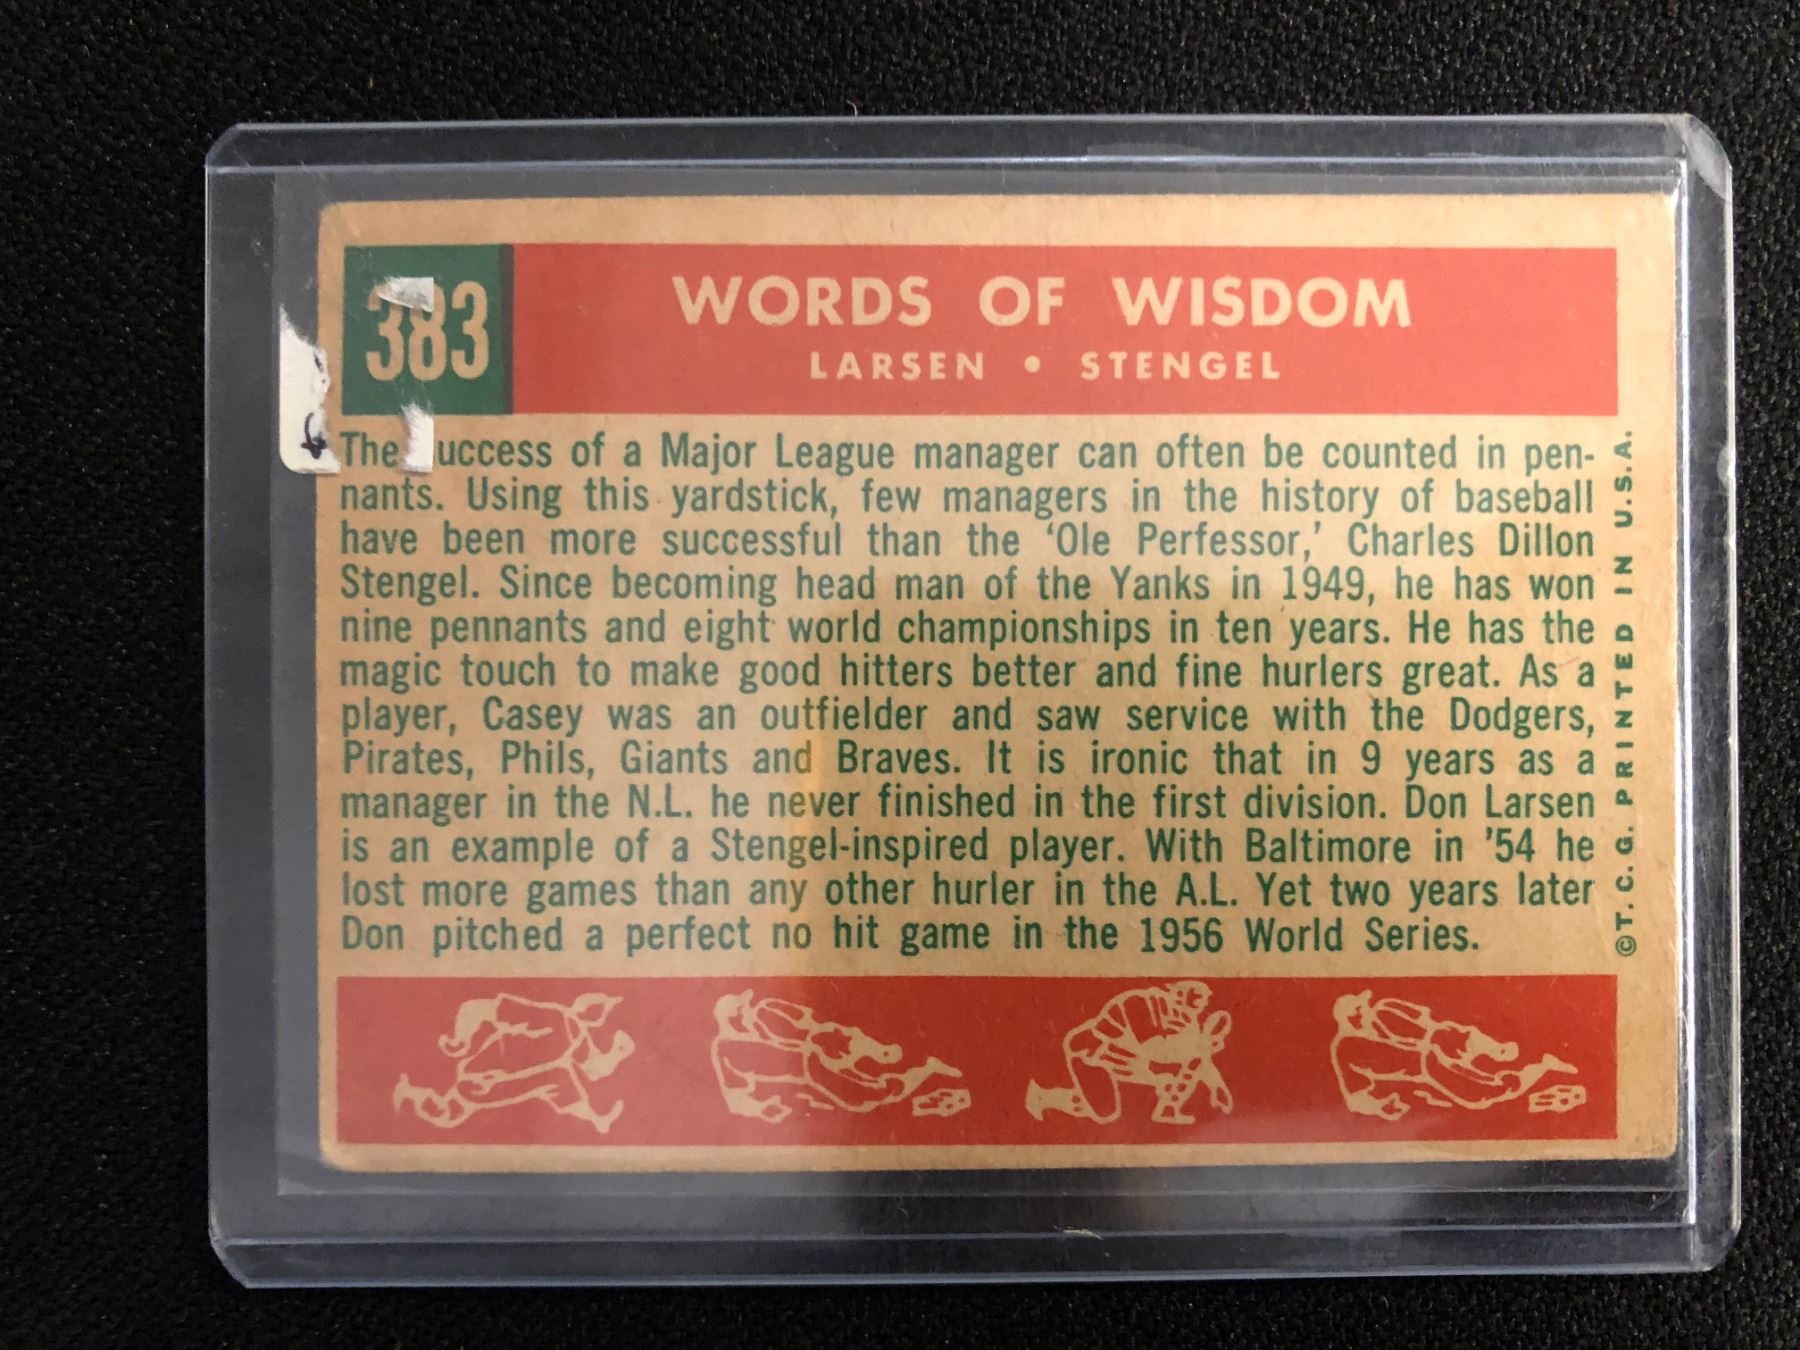 383
WORDS OF WISDOM
LARSEN • STENGEL
The success of a Major League manager can often be counted in pen-
nants. Using this yardstick, few managers in the history of baseball
have been more successful than the ‘Ole Perfessor,’ Charles Dillon
Stengel. Since becoming head man of the Yanks in 1949, he has won
nine pennants and eight world championships in ten years. He has the
magic touch to make good hitters better and fine hurlers great. As a
player, Casey was an outfielder and saw service with the Dodgers,
Pirates, Phils, Giants and Braves. It is ironic that in 9 years as a
manager in the N.L. he never finished in the first division. Don Larsen
is an example of a Stengel-inspired player. With Baltimore in ’54 he
lost more games than any other hurler in the A.L. Yet two years later
Don pitched a perfect no hit game in the 1956 World Series.
©T.C.G. PRINTED IN U.S.A.